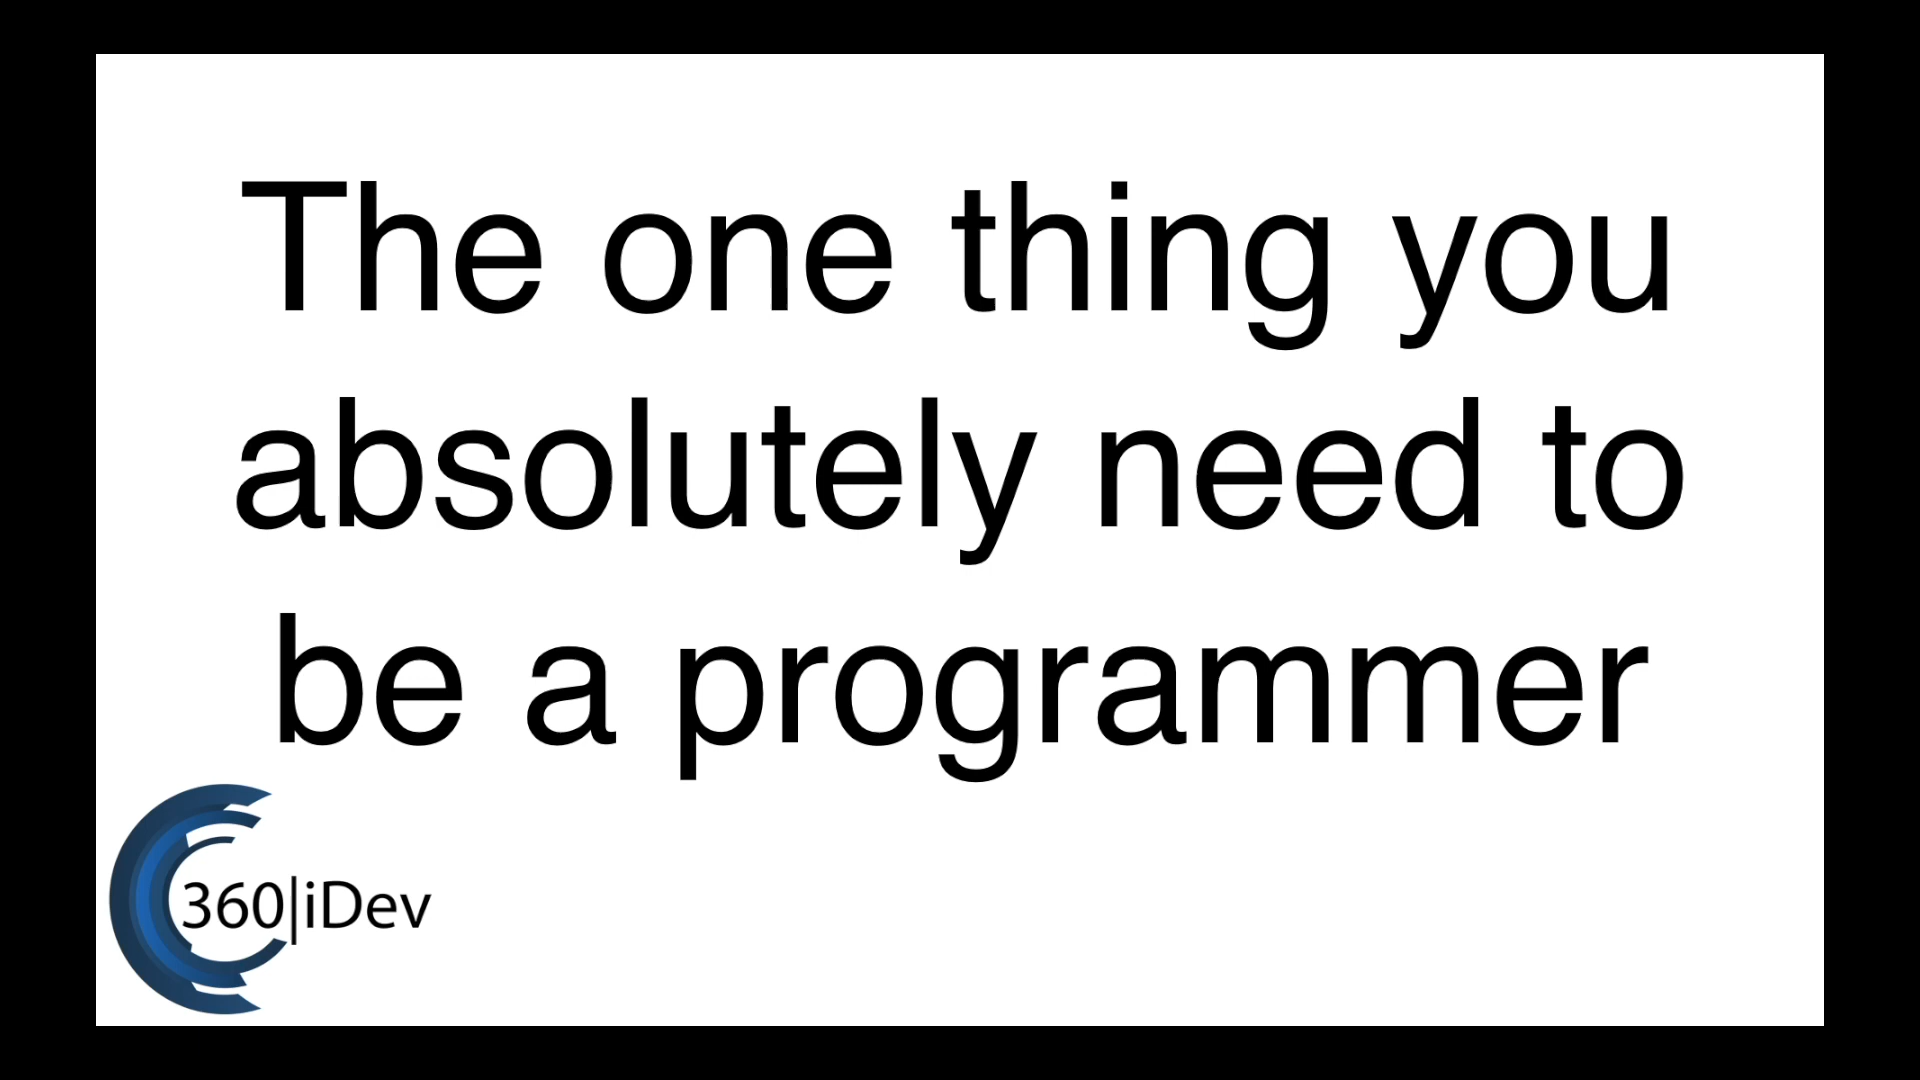 The one thing you
absolutely need to
be a programmer
360|iDev